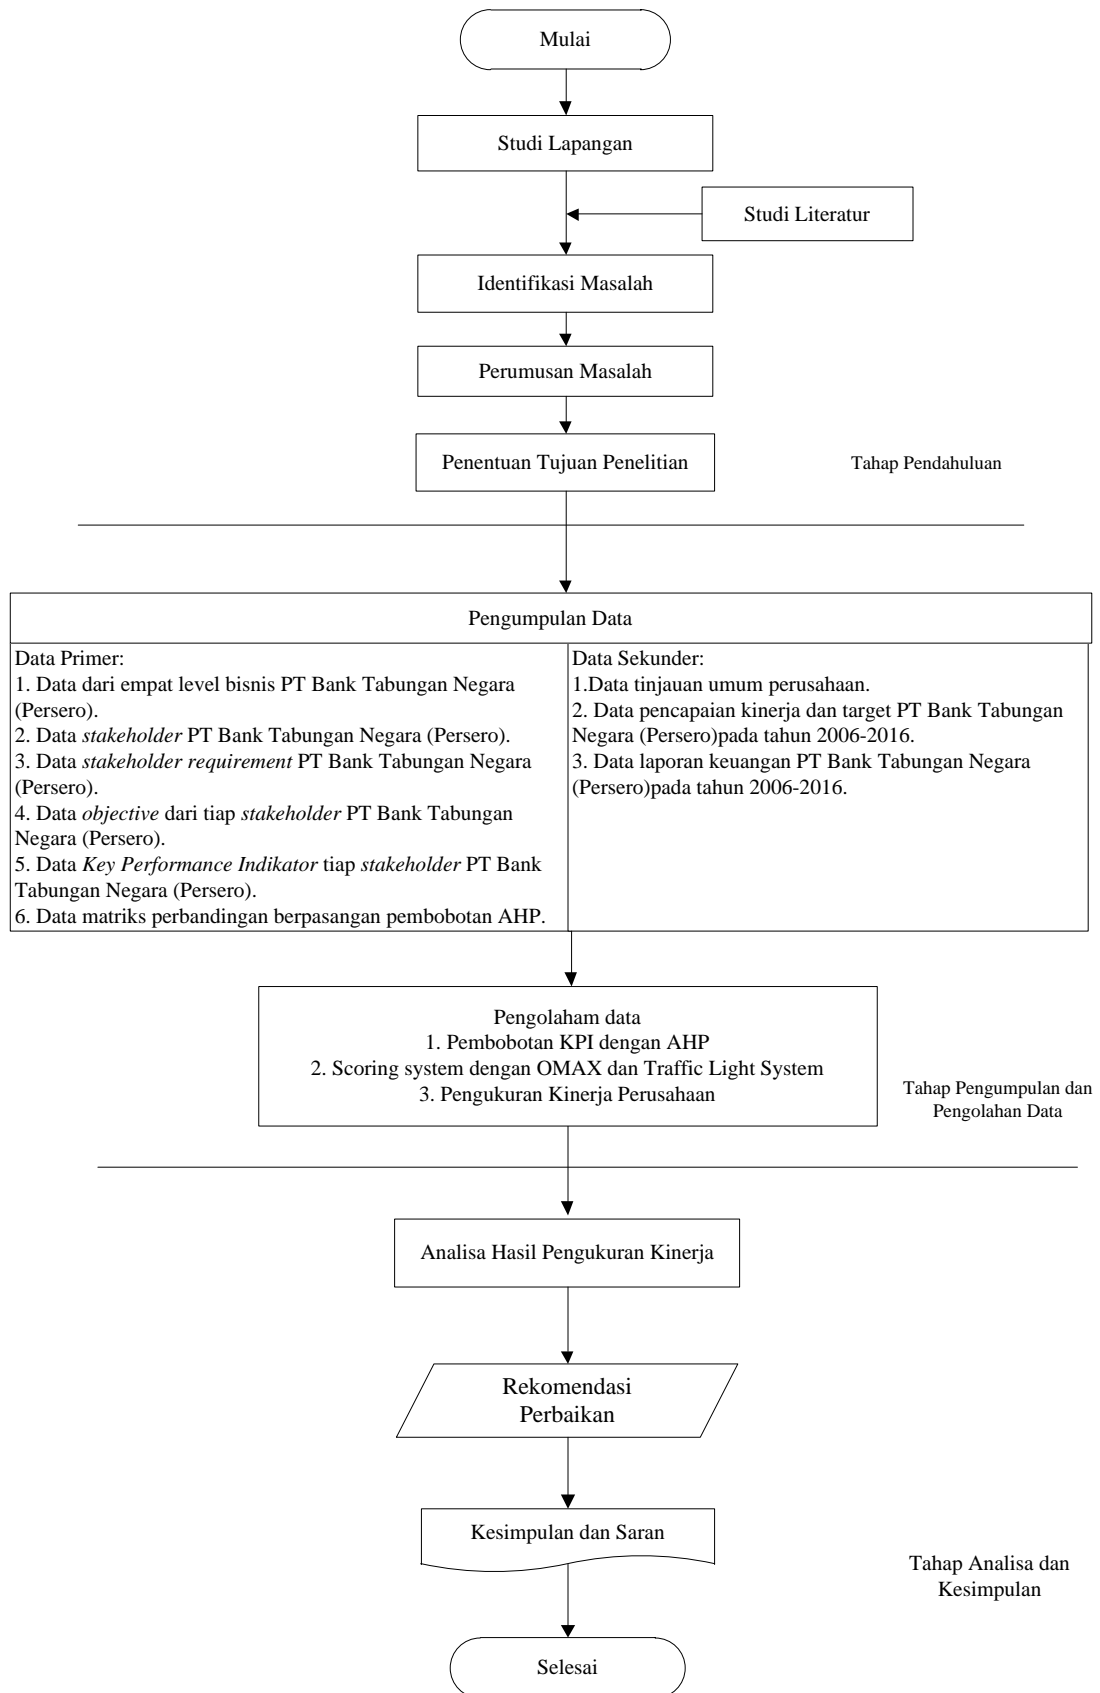 Mulai
Studi Lapangan
Studi Literatur
Identifikasi Masalah
Perumusan Masalah
Penentuan Tujuan Penelitian
Tahap Pendahuluan
Pengumpulan Data
Data Primer:
1. Data dari empat level bisnis PT Bank Tabungan Negara
(Persero).
2. Data stakeholder PT Bank Tabungan Negara (Persero).
3. Data stakeholder requirement PT Bank Tabungan Negara
(Persero).
4. Data objective dari tiap stakeholder PT Bank Tabungan
Negara (Persero).
5. Data Key Performance Indikator tiap stakeholder PT Bank
Tabungan Negara (Persero).
6. Data matriks perbandingan berpasangan pembobotan AHP.
Data Sekunder:
1.Data tinjauan umum perusahaan.
2. Data pencapaian kinerja dan target PT Bank Tabungan
Negara (Persero)pada tahun 2006-2016.
3. Data laporan keuangan PT Bank Tabungan Negara
(Persero)pada tahun 2006-2016.
Pengolaham data
1. Pembobotan KPI dengan AHP
2. Scoring system dengan OMAX dan Traffic Light System
3. Pengukuran Kinerja Perusahaan
Tahap Pengumpulan dan
Pengolahan Data
Analisa Hasil Pengukuran Kinerja
Rekomendasi
Perbaikan
Kesimpulan dan Saran
Tahap Analisa dan
Kesimpulan
Selesai